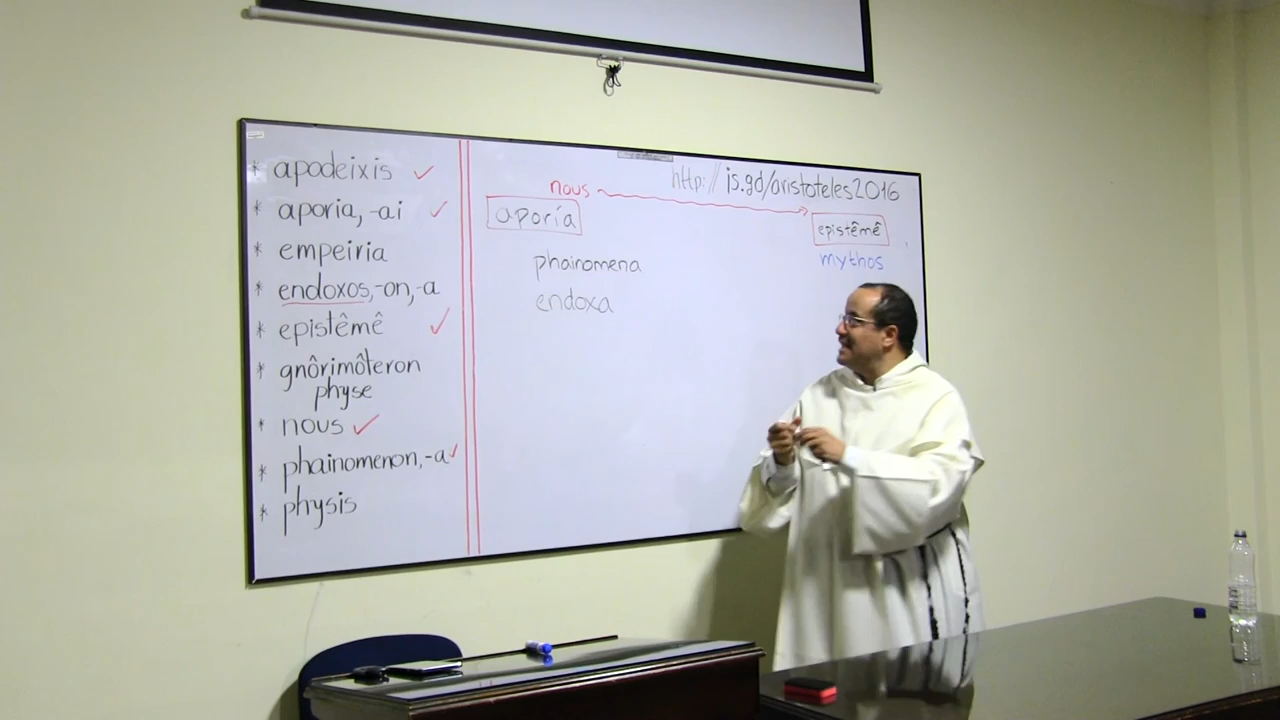 * apodeixis ✓
* aporia, -ai ✓
* empeiria
* endoxos,-on,-a
* epistêmê ✓
* gnôrimôteron
physe
* nous ✓
* phainomenon,-a ✓
* physis
http://is.gd/aristoteles2016
nous
aporía
epistêmê
phainomena
mythos
endoxa